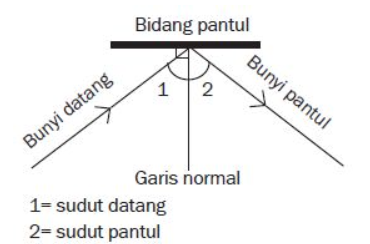 Bidang pantul
Bunyi datang
Bunyi pantul
1 2
Garis normal
1= sudut datang
2= sudut pantul